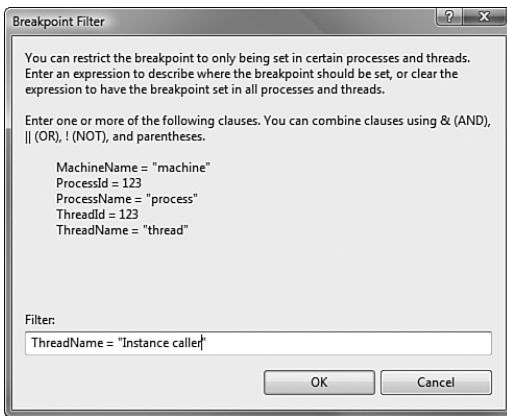 Breakpoint Filter
You can restrict the breakpoint to only being set in certain processes and threads.
Enter an expression to describe where the breakpoint should be set, or clear the
expression to have the breakpoint set in all processes and threads.
Enter one or more of the following clauses. You can combine clauses using & (AND),
|| (OR), ! (NOT), and parentheses.
MachineName = "machine"
ProcessId = 123
ProcessName = "process"
ThreadId = 123
ThreadName = "thread"
Filter:
ThreadName = "Instance caller"
OK Cancel